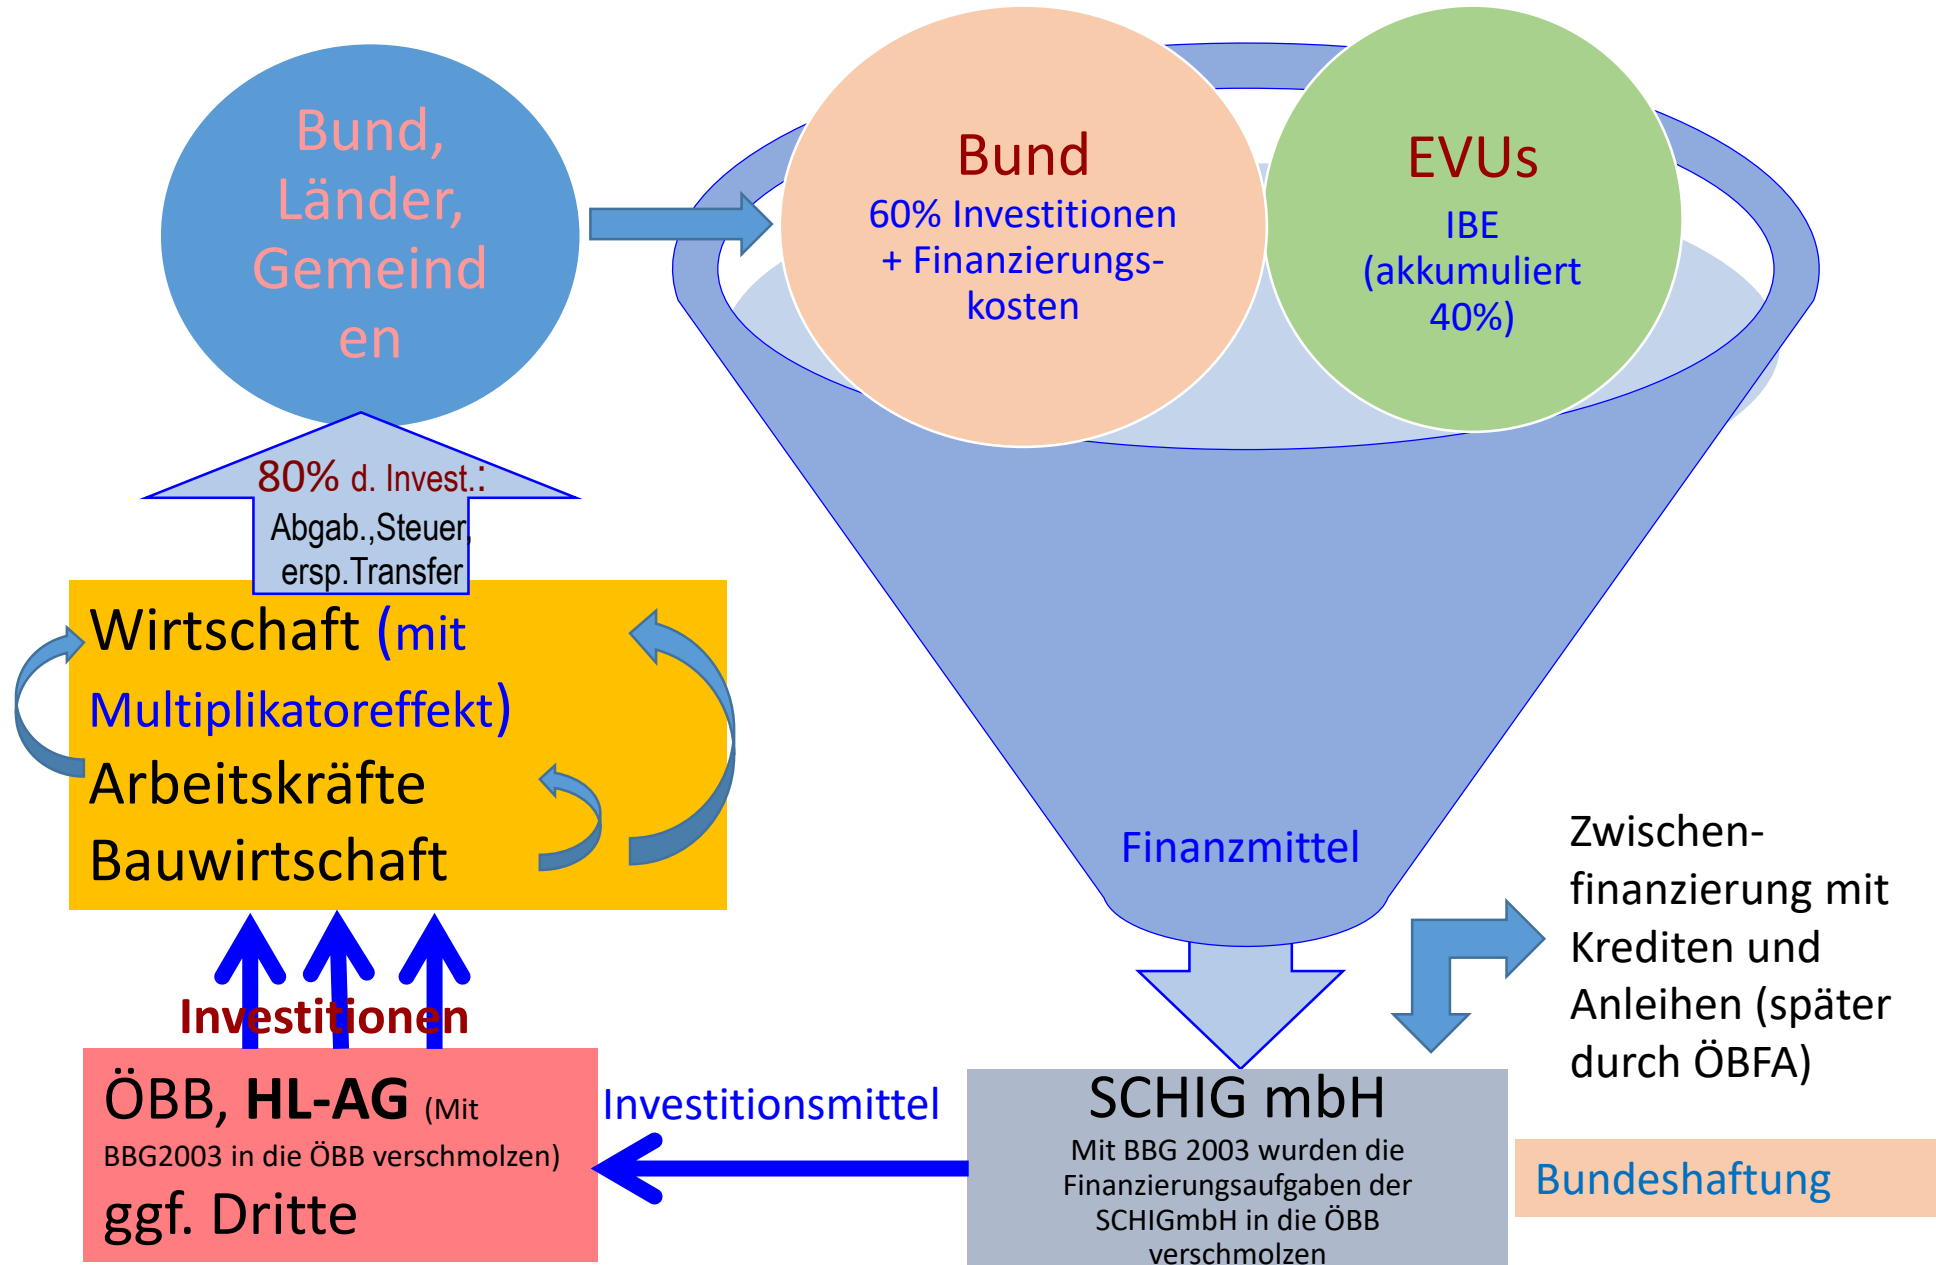 Bund,
Länder,
Gemeind
en
Bund
60% Investitionen
+ Finanzierungs-
kosten
EVUs
IBE
(akkumuliert
40%)
80% d. Invest.:
Abgab.,Steuer,
ersp.Transfer
Wirtschaft (mit
Multiplikatoreffekt)
Arbeitskräfte
Bauwirtschaft
Finanzmittel
Zwischen-
finanzierung mit
Krediten und
Anleihen (später
durch ÖBFA)
Investitionen
ÖBB, HL-AG (Mit
BBG2003 in die ÖBB verschmolzen)
ggf. Dritte
Investitionsmittel
SCHIG mbH
Mit BBG 2003 wurden die
Finanzierungsaufgaben der
SCHIGmbH in die ÖBB
verschmolzen
Bundeshaftung